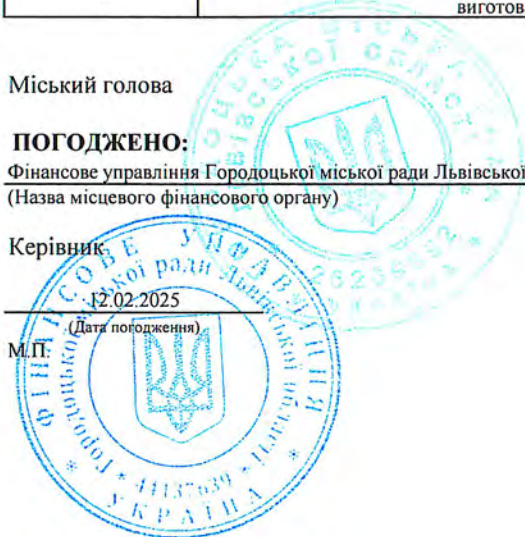 виготов
Міський голова
ПОГОДЖЕНО:
Фінансове управління Городоцької міської ради Львівської
(Назва місцевого фінансового органу)
Керівник
12.02.2025
(Дата погодження)
М.П.
ФІНАНСОВЕ УПРАВЛІННЯ
Городоцької міської ради Львівської області
* 44137639 *
* УКРАЇНА *